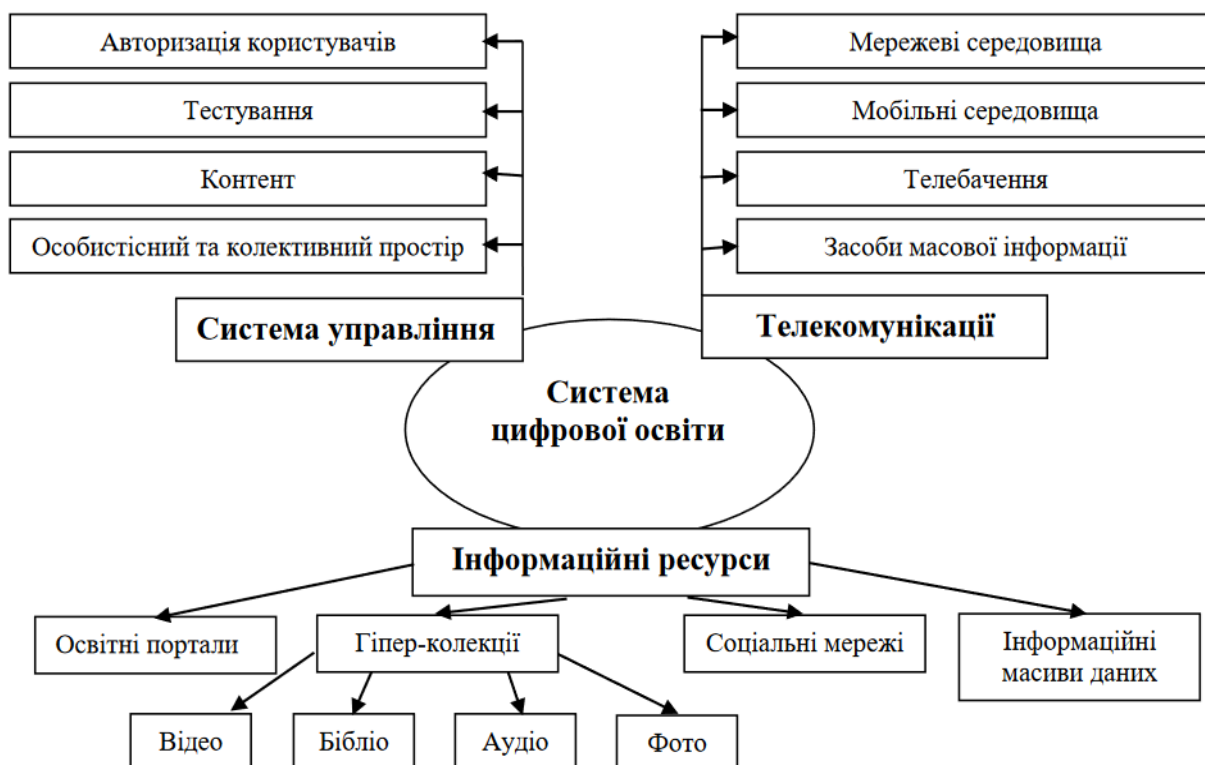 Авторизація користувачів
Тестування
Контент
Особистісний та колективний простір
Мережеві середовища
Мобільні середовища
Телебачення
Засоби масової інформації
Система управління
Телекомунікації
Система
цифрової освіти
Інформаційні ресурси
Освітні портали
Гіпер-колекції
Соціальні мережі
Інформаційні
масиви даних
Відео
Бібліо
Аудіо
Фото